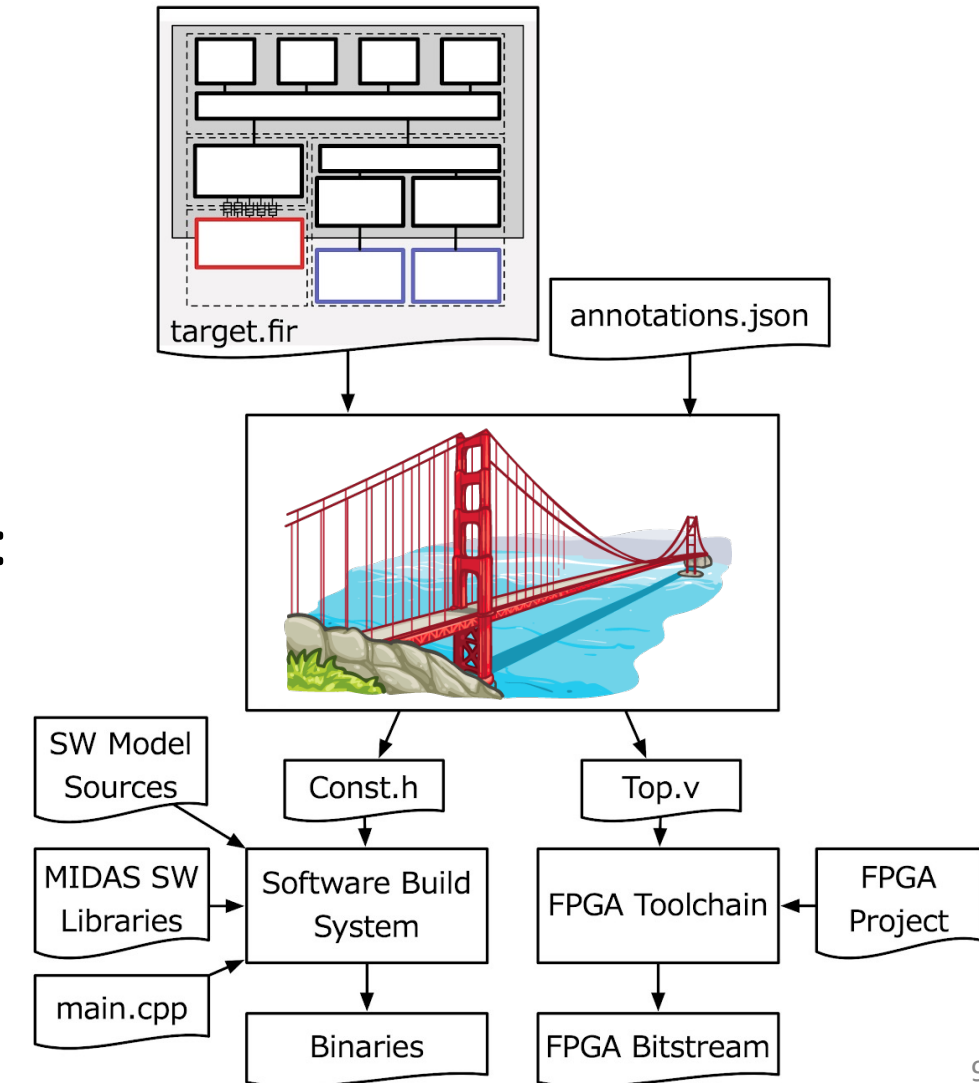 target.fir
annotations.json
:
SW Model
Sources
Const.h
Top.v
MIDAS SW
Libraries
Software Build
System
FPGA Toolchain
FPGA
Project
main.cpp
Binaries
FPGA Bitstream
9